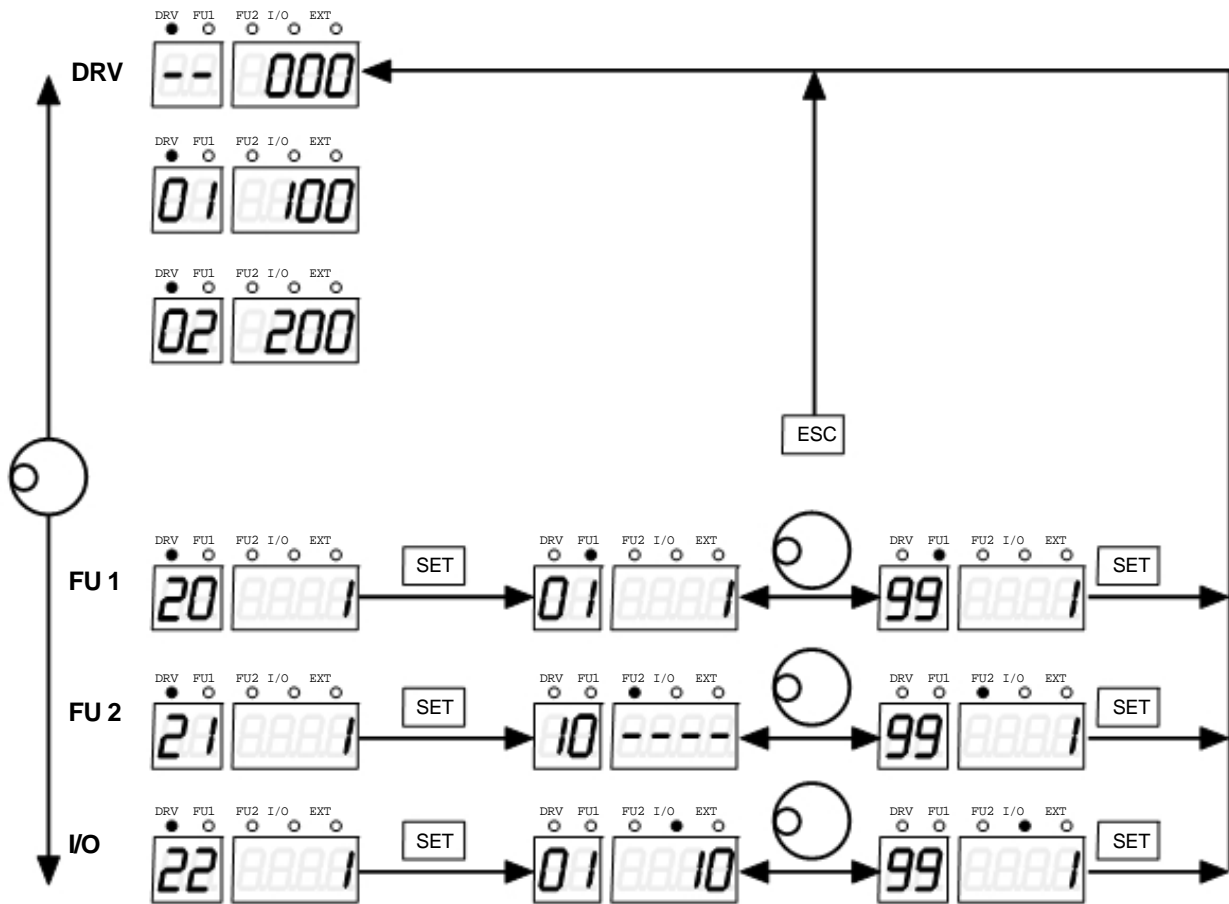 DRV FU1 FU2 I/O EXT
DRV -- 000
DRV FU1 FU2 I/O EXT
01 100
DRV FU1 FU2 I/O EXT
02 200
ESC
DRV FU1 FU2 I/O EXT DRV FU1 FU2 I/O EXT DRV FU1 FU2 I/O EXT
FU 1 20 1 SET 01 1 99 1 SET
DRV FU1 FU2 I/O EXT DRV FU1 FU2 I/O EXT DRV FU1 FU2 I/O EXT
FU 2 21 1 SET 10 ---- 99 1 SET
DRV FU1 FU2 I/O EXT DRV FU1 FU2 I/O EXT DRV FU1 FU2 I/O EXT
I/O 22 1 SET 01 10 99 1 SET